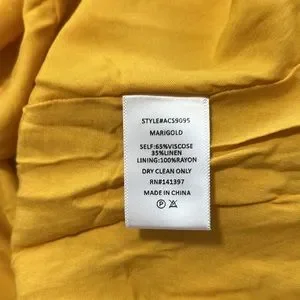 STYLE#ACS9095
MARIGOLD
SELF:65%VISCOSE
35%LINEN
LINING:100%RAYON
DRY CLEAN ONLY
RN#141397
MADE IN CHINA
P